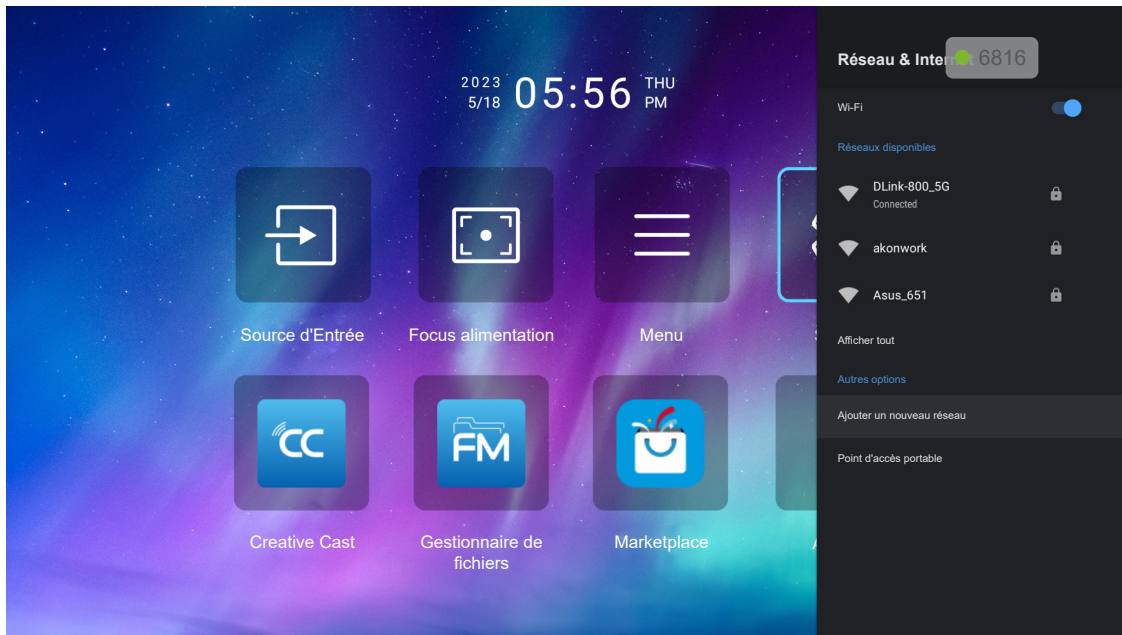 2023
5/18
05:56
THU
PM
Source d'Entrée
Focus alimentation
Menu
CC
FM
Creative Cast
Gestionnaire de
fichiers
Marketplace
Réseau & Internet
6816
Wi-Fi
Réseaux disponibles
DLink-800_5G
Connected
akonwork
Asus_651
Afficher tout
Autres options
Ajouter un nouveau réseau
Point d'accès portable